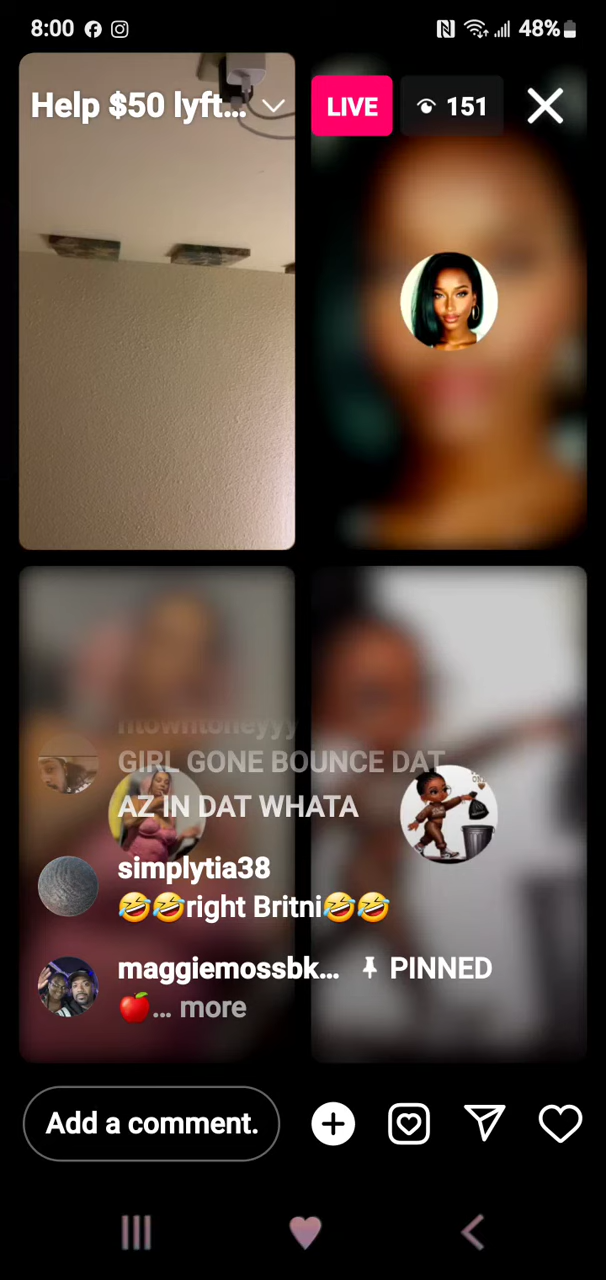 8:00
48%
Help $50 lyft...
LIVE
151
ntowntoneyyy
GIRL GONE BOUNCE DAT
AZ IN DAT WHATA
simplytia38
🤣🤣right Britni🤣🤣
maggiemossbk... PINNED
🍎... more
Add a comment.